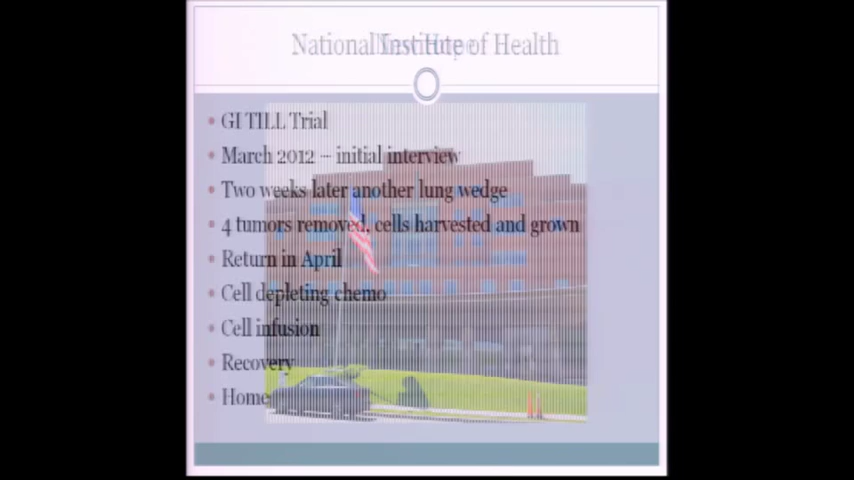 National Institute of Health
GI TILL Trial
March 2012 – initial interview
Two weeks later another lung wedge
4 tumors removed, cells harvested and grown
Return in April
Cell depleting chemo
Cell infusion
Recovery
Home